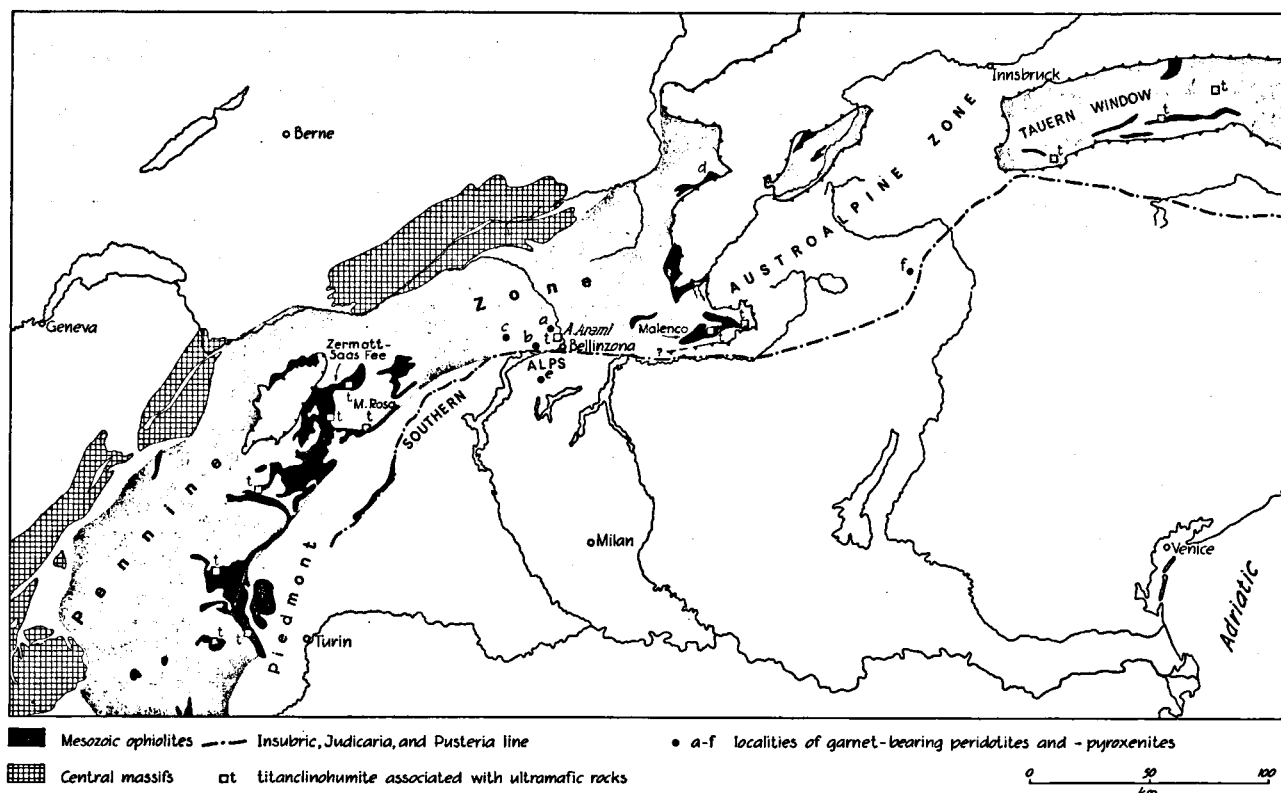 Innsbruck
TAUERN WINDOW
t
t
t
Berne
AUSTROALPINE ZONE
d
f
Zone
Geneva
Zermatt-
Saas Fee
c
a
b
t
A. Arami
Bellinzona
Malenco
t
?
ALPS
e
SOUTHERN
t
M. Rosa
t
t
t
Pennine
Milan
Venice
Adriatic
t
t
t
Piedmont
Turin
Mesozoic ophiolites
Insubric, Judicaria, and Pusteria line
a-f localities of garnet-bearing peridotites and -pyroxenites
Central massifs
t titanclinohumite associated with ultramafic rocks
0 50 100
km